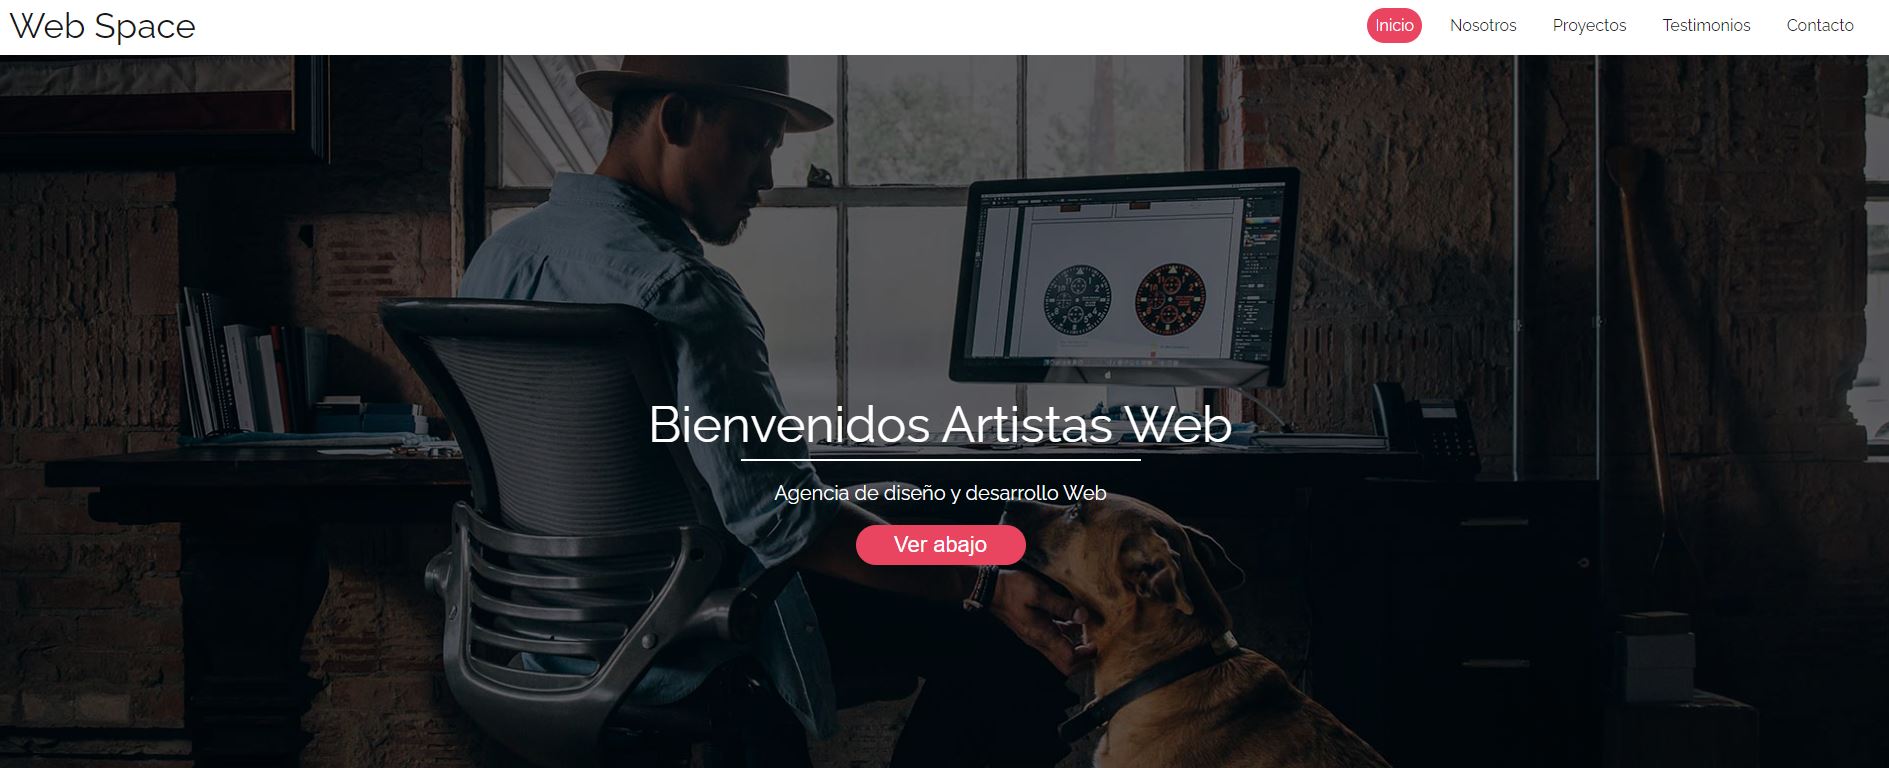 Web Space
Inicio Nosotros Proyectos Testimonios Contacto
Bienvenidos Artistas Web
Agencia de diseño y desarrollo Web
Ver abajo